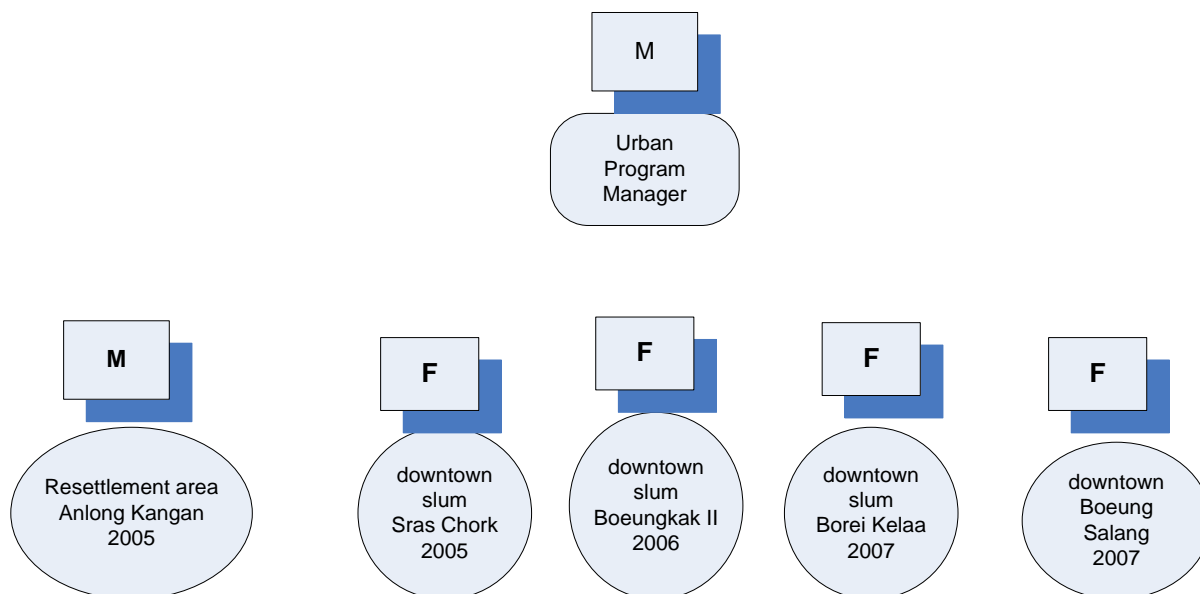 M
Urban
Program
Manager
M
Resettlement area
Anlong Kangan
2005
F
downtown
slum
Sras Chork
2005
F
downtown
slum
Boeungkak II
2006
F
downtown
slum
Borei Kelaa
2007
F
downtown
Boeung
Salang
2007